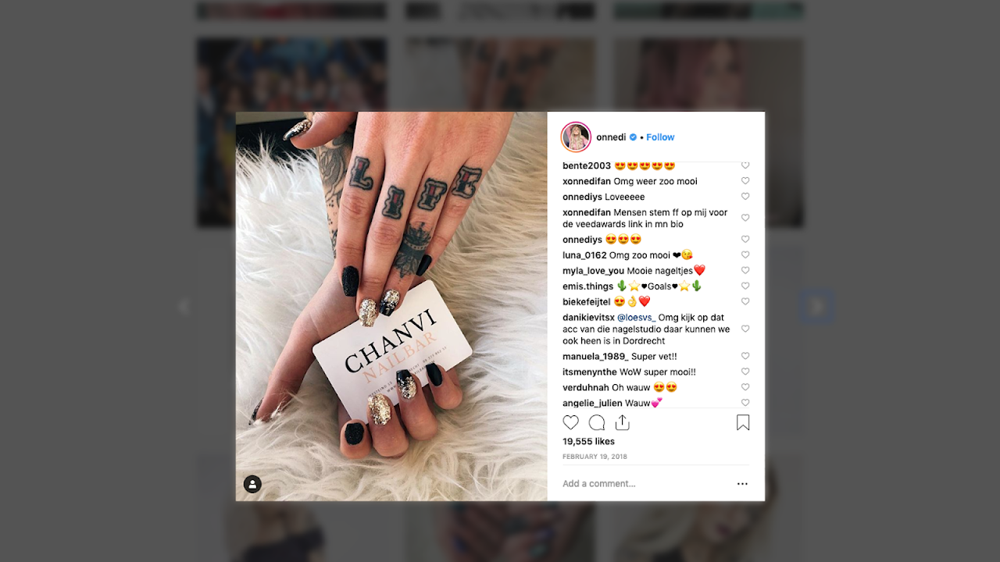 L I F E
CHANVI
NAILBAR
onnedi • Follow
bente2003 😍😍😍😍😍
xonnedifan Omg weer zoo mooi
onnediys Loveeeee
xonnedifan Mensen stem ff op mij voor
de veedawards link in mn bio
onnediys 😍😍😍
luna_0162 Omg zoo mooi ❤😘
myla_love_you Mooie nageltjes❤️
emis.things 🌵⭐♥Goals♥⭐🌵
biekefeijtel 😍👌❤️
danikievitsx @loesvs_ Omg kijk op dat
acc van die nagelstudio daar kunnen we
ook heen is in Dordrecht
manuela_1989_ Super vet!!
itsmenynthe WoW super mooi!!
verduhnah Oh wauw 😍😍
angelie_julien Wauw💕
19,555 likes
FEBRUARY 19, 2018
Add a comment...